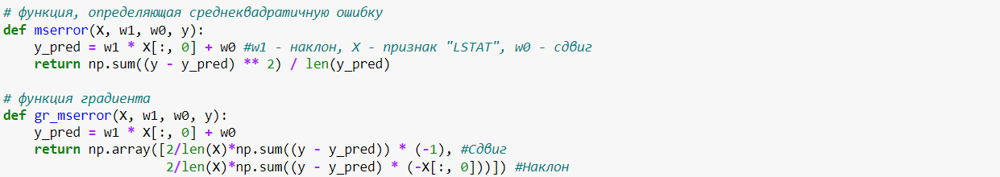 # функция, определяющая среднеквадратичную ошибку
def mserror(X, w1, w0, y):
    y_pred = w1 * X[:, 0] + w0 #w1 - наклон, X - признак "LSTAT", w0 - сдвиг
    return np.sum((y - y_pred) ** 2) / len(y_pred)

# функция градиента
def gr_mserror(X, w1, w0, y):
    y_pred = w1 * X[:, 0] + w0
    return np.array([2/len(X)*np.sum((y - y_pred)) * (-1), #Сдвиг
                     2/len(X)*np.sum((y - y_pred) * (-X[:, 0]))]) #Наклон